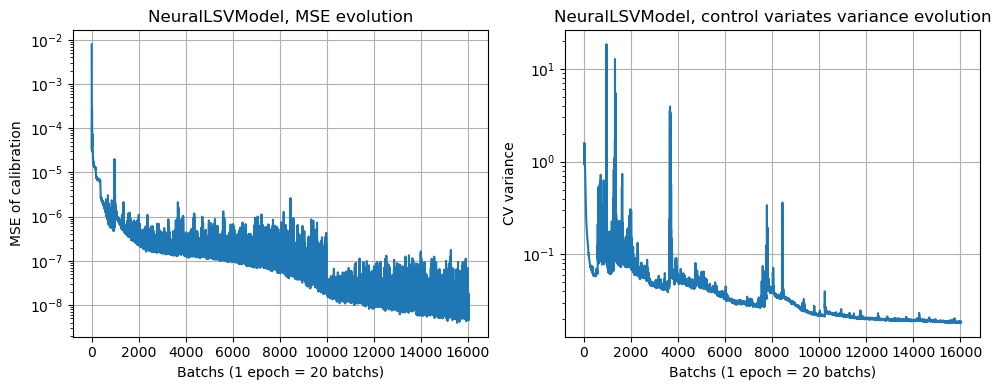 NeuralLSVModel, MSE evolution
MSE of calibration
10⁻²
10⁻³
10⁻⁴
10⁻⁵
10⁻⁶
10⁻⁷
10⁻⁸
0 2000 4000 6000 8000 10000 12000 14000 16000
Batchs (1 epoch = 20 batchs)
NeuralLSVModel, control variates variance evolution
CV variance
10¹
10⁰
10⁻¹
0 2000 4000 6000 8000 10000 12000 14000 16000
Batchs (1 epoch = 20 batchs)